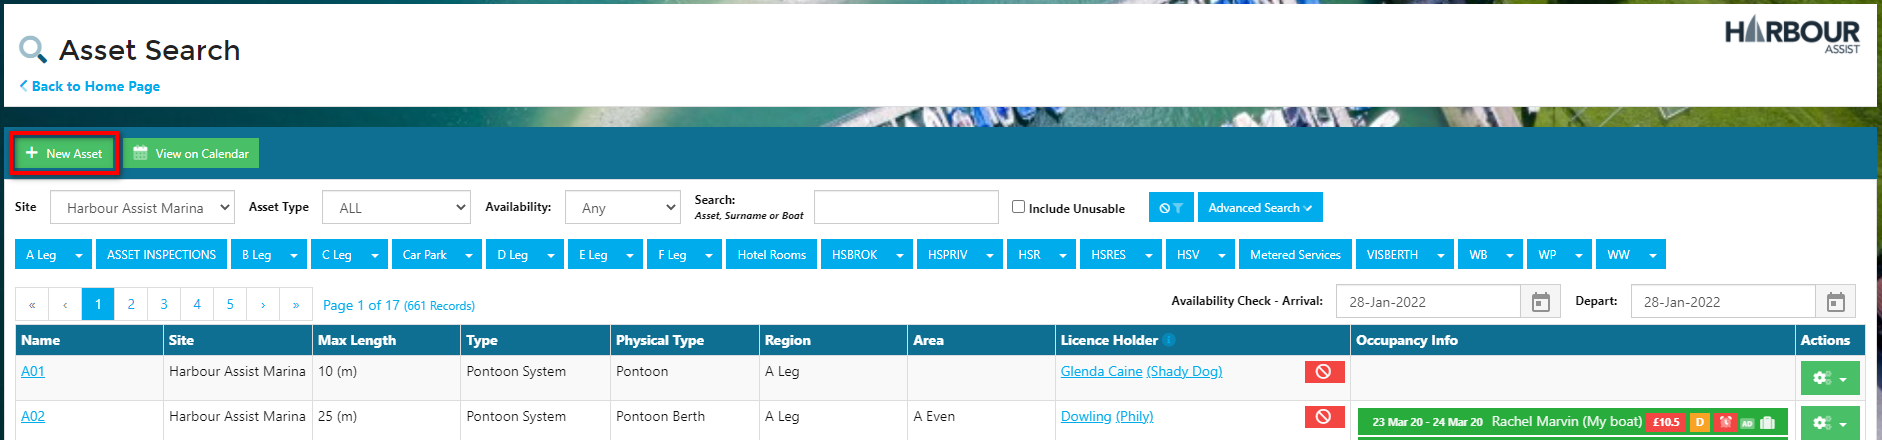 HARBOUR
ASSIST
Asset Search
Back to Home Page
New Asset
View on Calendar
Site
Harbour Assist Marina
Asset Type
ALL
Availability:
Any
Search:
Asset, Surname or Boat
Include Unusable
Advanced Search
A Leg
ASSET INSPECTIONS
B Leg
C Leg
Car Park
D Leg
E Leg
F Leg
Hotel Rooms
HSBROK
HSPRIV
HSR
HSRES
HSV
Metered Services
VISBERTH
WB
WP
WW
« ‹ 1 2 3 4 5 › »
Page 1 of 17 (661 Records)
Availability Check - Arrival:
28-Jan-2022
Depart:
28-Jan-2022
Name Site Max Length Type Physical Type Region Area Licence Holder Occupancy Info Actions
A01 Harbour Assist Marina 10 (m) Pontoon System Pontoon A Leg Glenda Caine (Shady Dog)
A02 Harbour Assist Marina 25 (m) Pontoon System Pontoon Berth A Leg A Even Dowling (Phily) 23 Mar 20 - 24 Mar 20 Rachel Marvin (My boat) £10.5 D AD